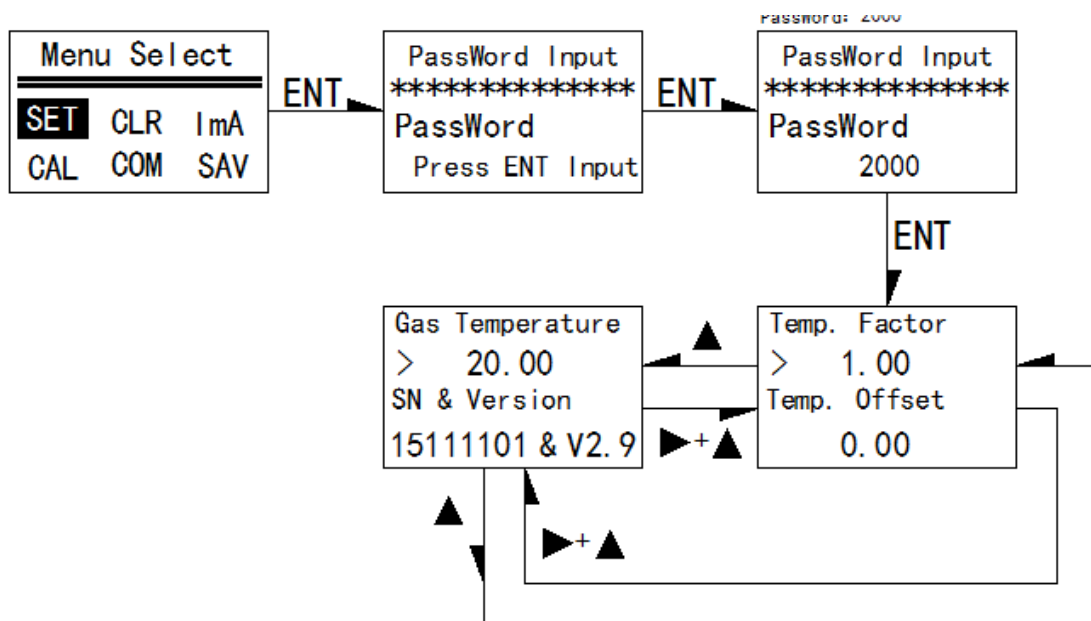 PassWord: 2000
Menu Select
SET CLR ImA
CAL COM SAV
ENT
PassWord Input
**************
PassWord
Press ENT Input
ENT
PassWord Input
**************
PassWord
2000
ENT
Gas Temperature
> 20.00
SN & Version
15111101 & V2.9
▲
▶+▲
Temp. Factor
> 1.00
Temp. Offset
0.00
▲
▶+▲